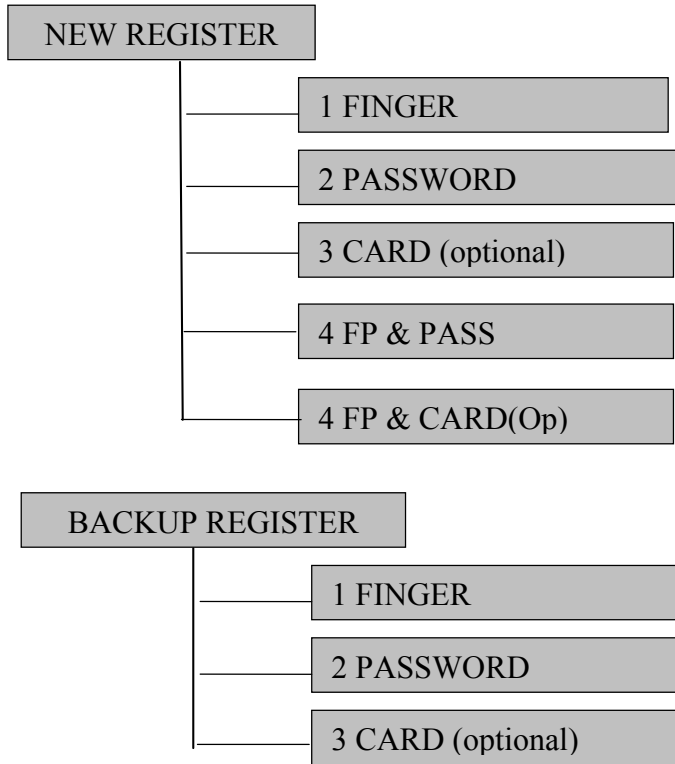 NEW REGISTER
1 FINGER
2 PASSWORD
3 CARD (optional)
4 FP & PASS
4 FP & CARD(Op)
BACKUP REGISTER
1 FINGER
2 PASSWORD
3 CARD (optional)